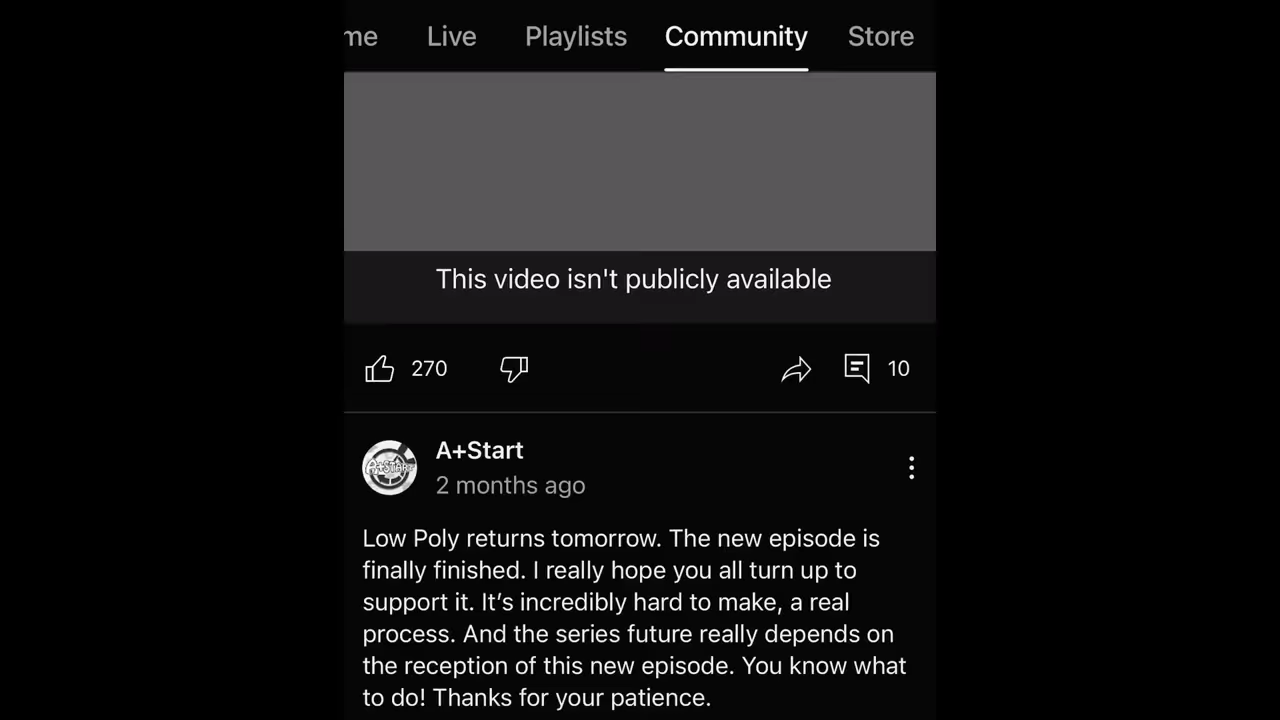 me Live Playlists Community Store
This video isn't publicly available
270 10
A+Start
A+START
2 months ago
Low Poly returns tomorrow. The new episode is
finally finished. I really hope you all turn up to
support it. It’s incredibly hard to make, a real
process. And the series future really depends on
the reception of this new episode. You know what
to do! Thanks for your patience.